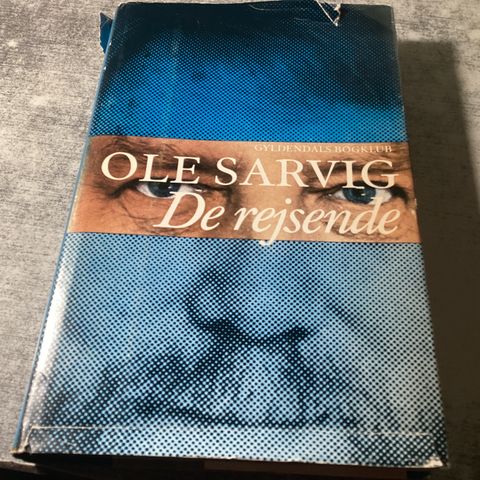 GYLDENDALS BOGKLUB
OLE SARVIG
De rejsende